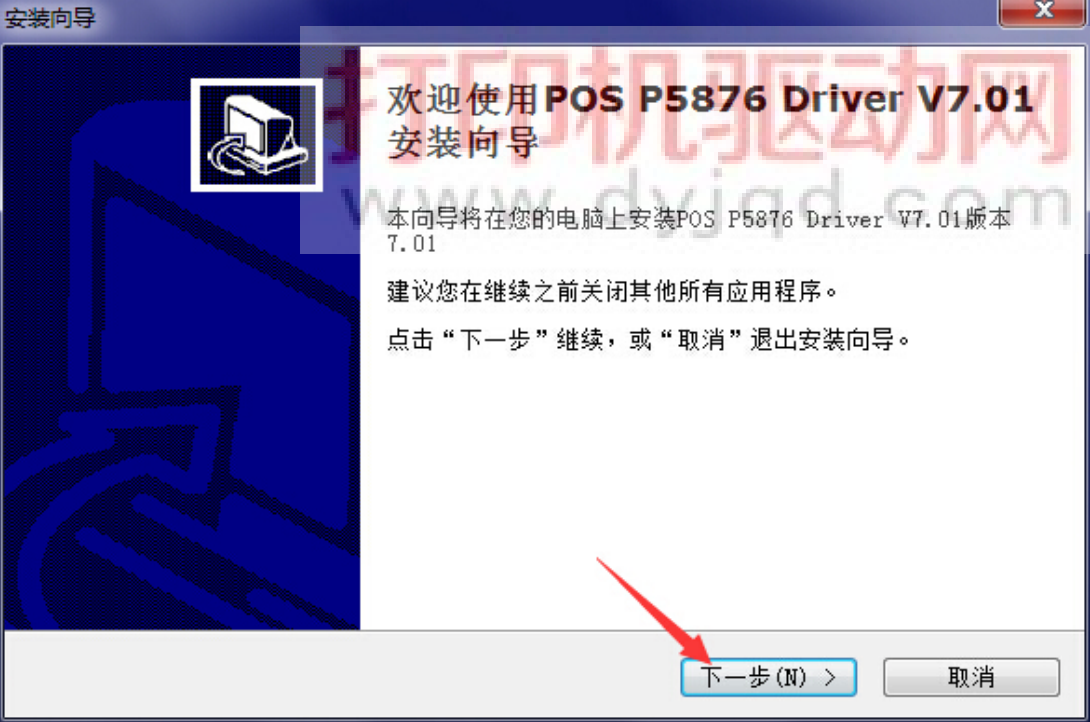 安装向导
打印机驱动网
www.dyjqd.com
欢迎使用POS P5876 Driver V7.01
安装向导
本向导将在您的电脑上安装POS P5876 Driver V7.01版本
7.01
建议您在继续之前关闭其他所有应用程序。
点击“下一步”继续，或“取消”退出安装向导。
下一步(N) >
取消